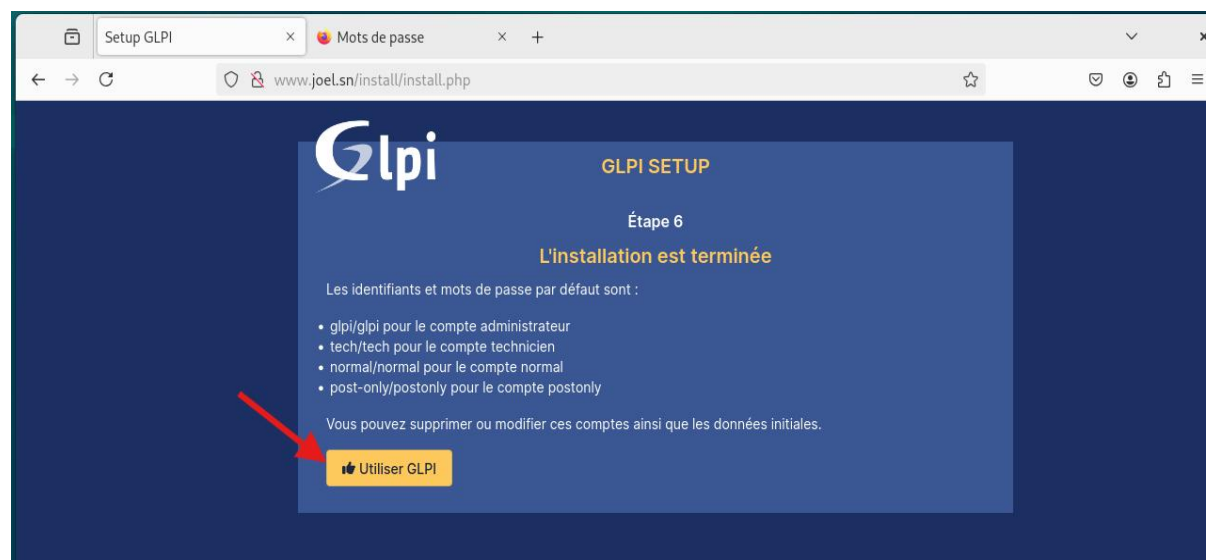 Setup GLPI
Mots de passe
www.joel.sn/install/install.php
Glpi
GLPI SETUP
Étape 6
L'installation est terminée
Les identifiants et mots de passe par défaut sont :
• glpi/glpi pour le compte administrateur
• tech/tech pour le compte technicien
• normal/normal pour le compte normal
• post-only/postonly pour le compte postonly
Vous pouvez supprimer ou modifier ces comptes ainsi que les données initiales.
Utiliser GLPI